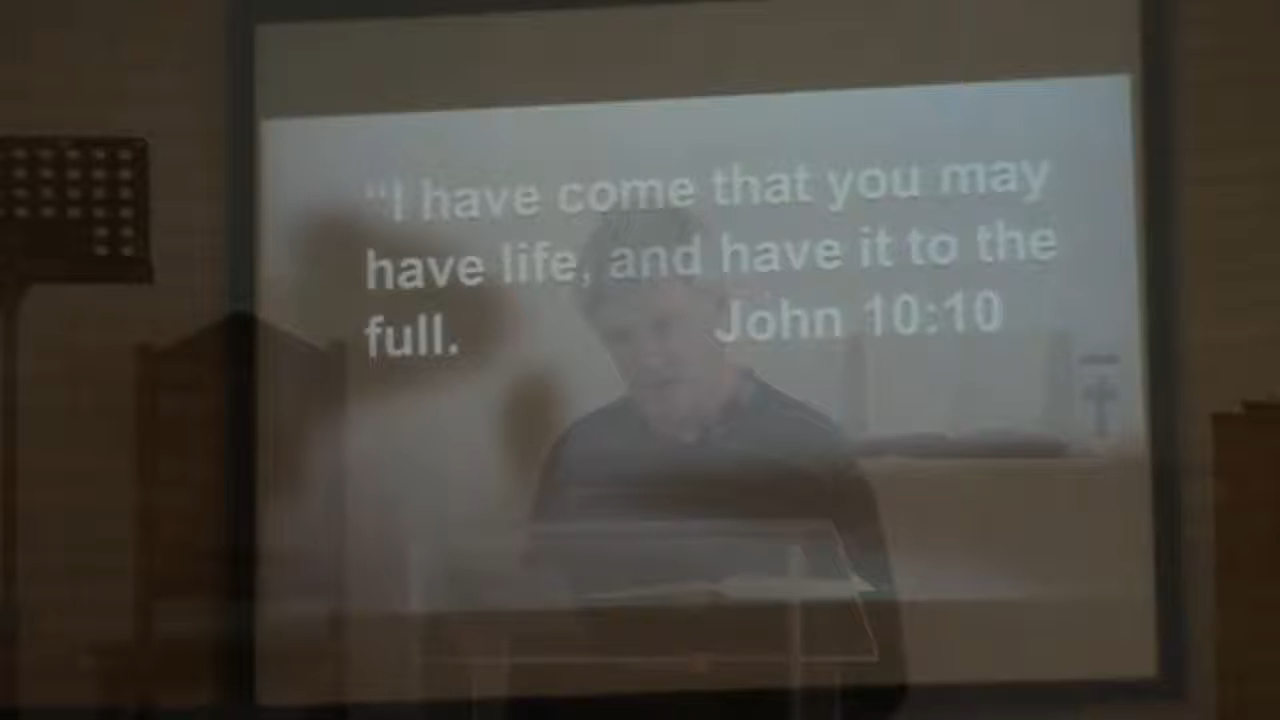 “I have come that you may
have life, and have it to the
full. John 10:10